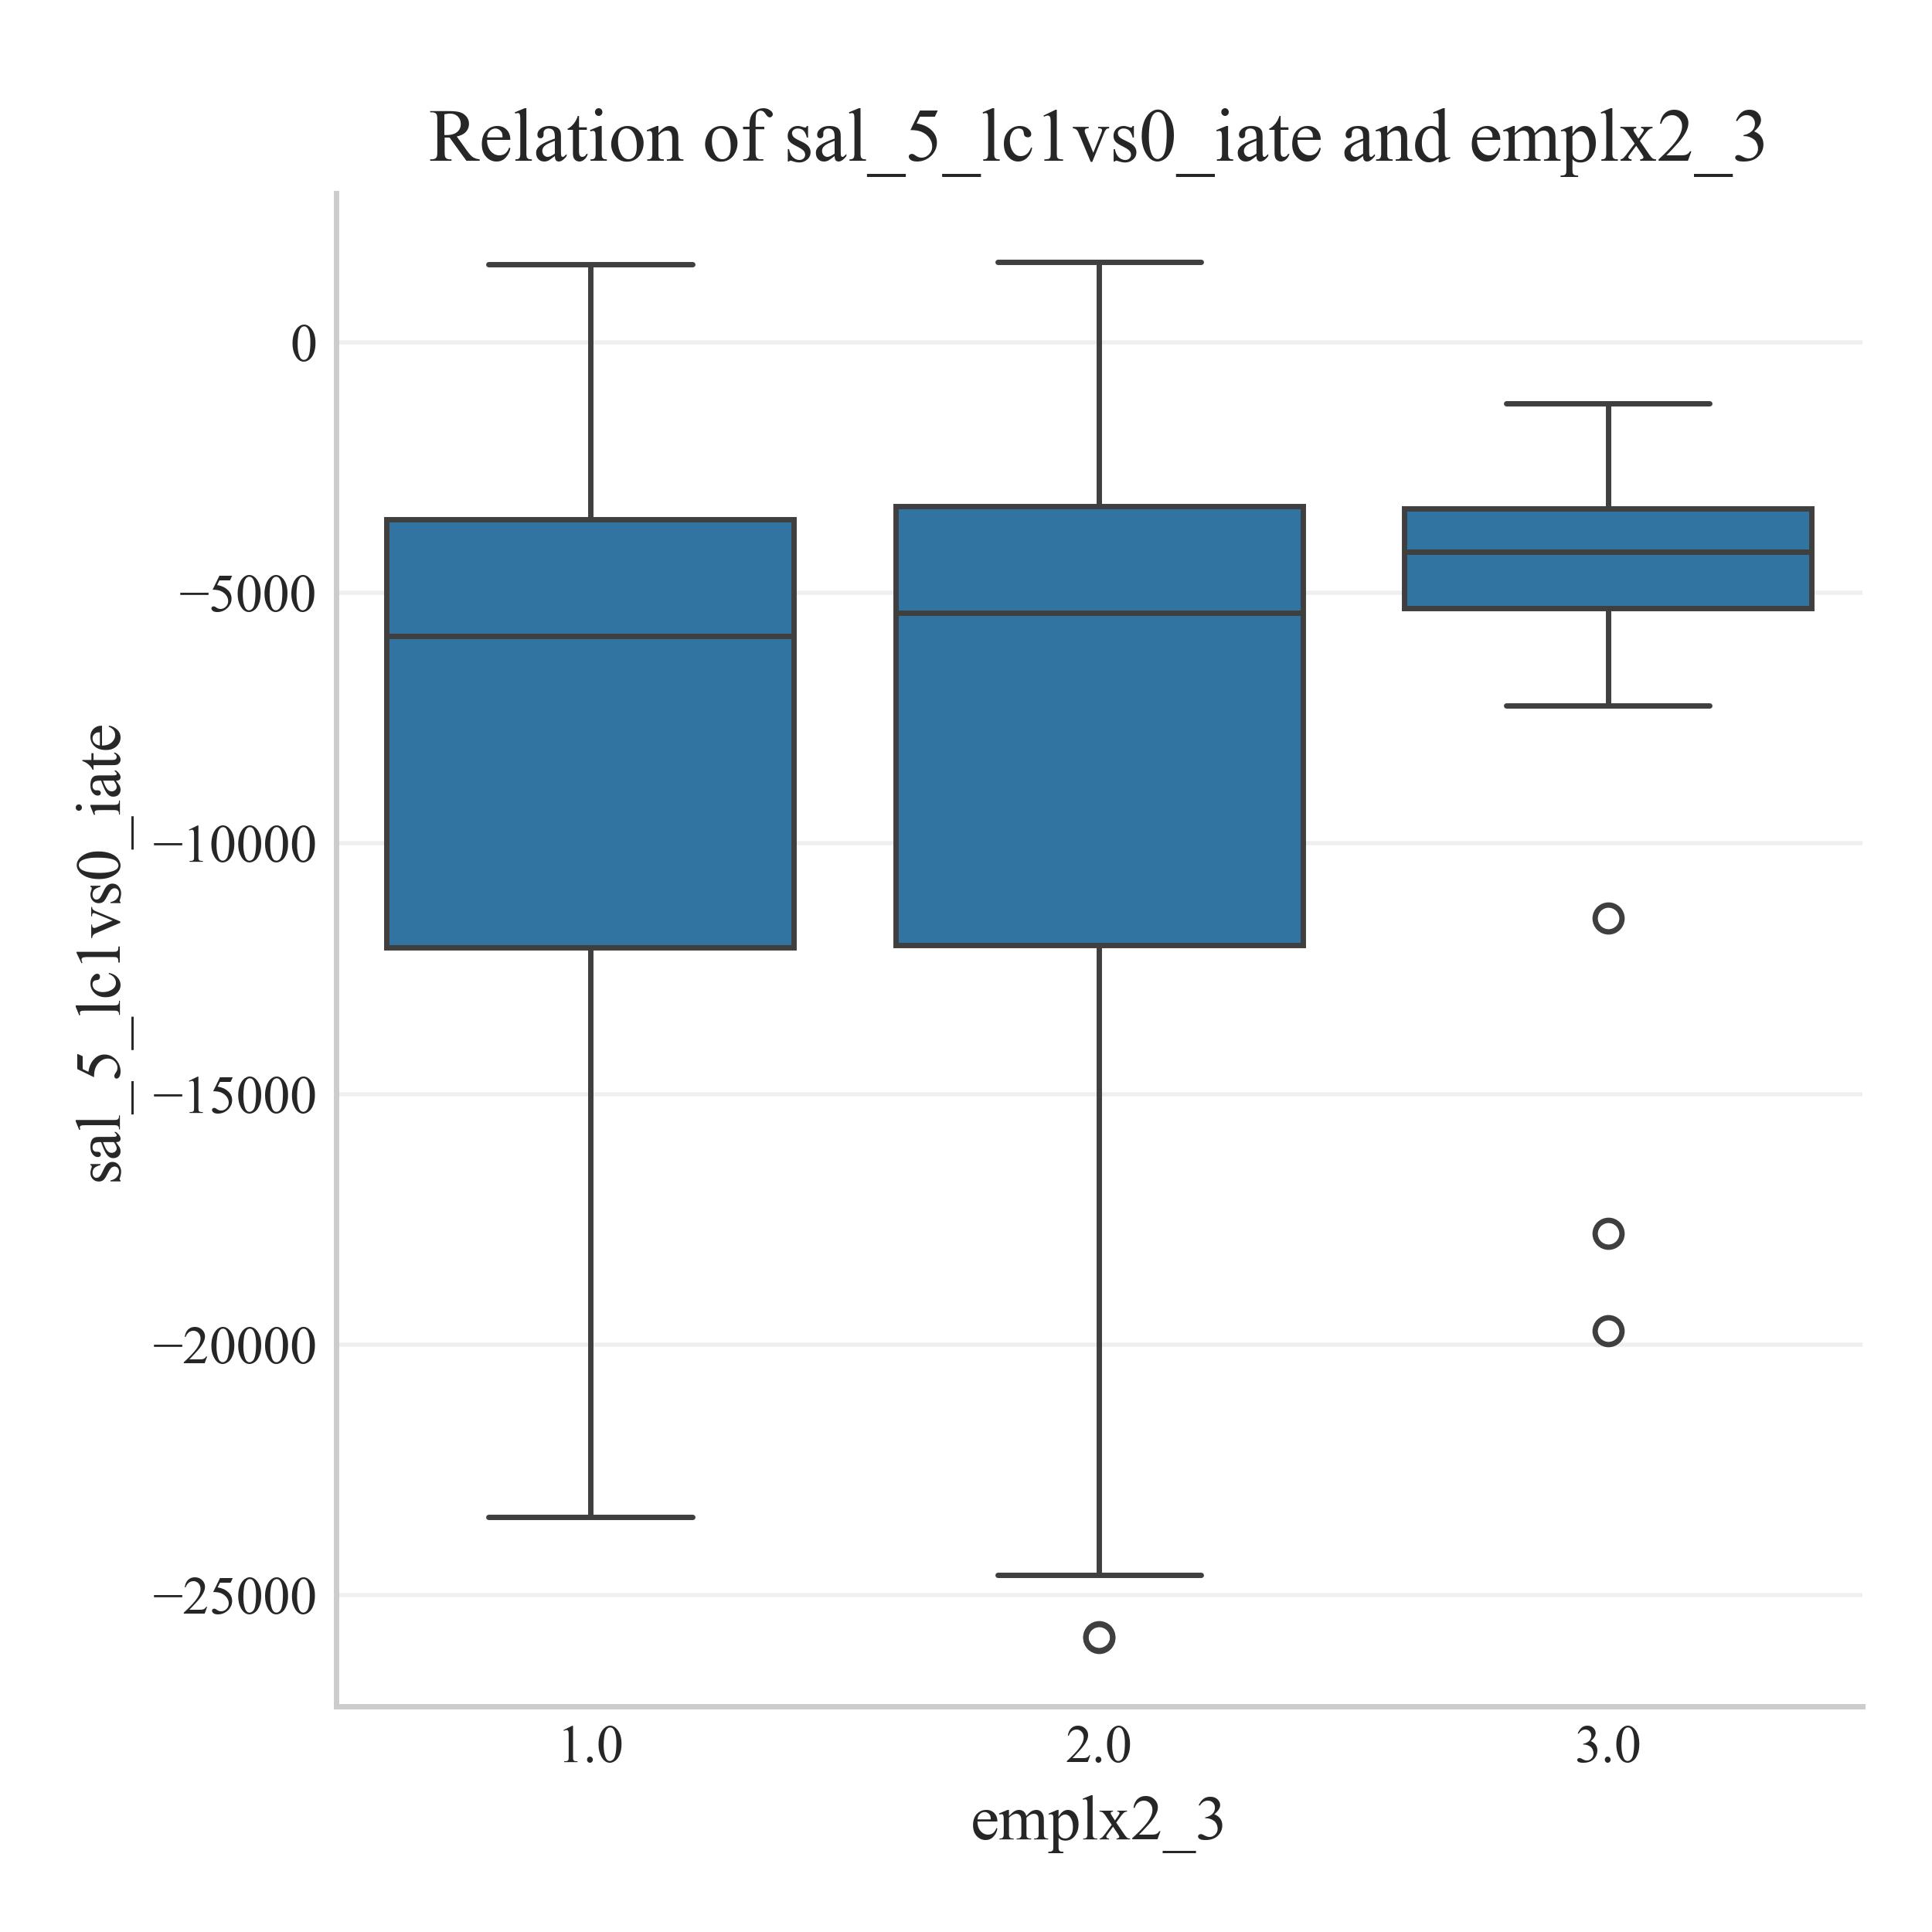 Relation of sal_5_lc1vs0_iate and emplx2_3
sal_5_lc1vs0_iate
0
−5000
−10000
−15000
−20000
−25000
1.0 2.0 3.0
emplx2_3